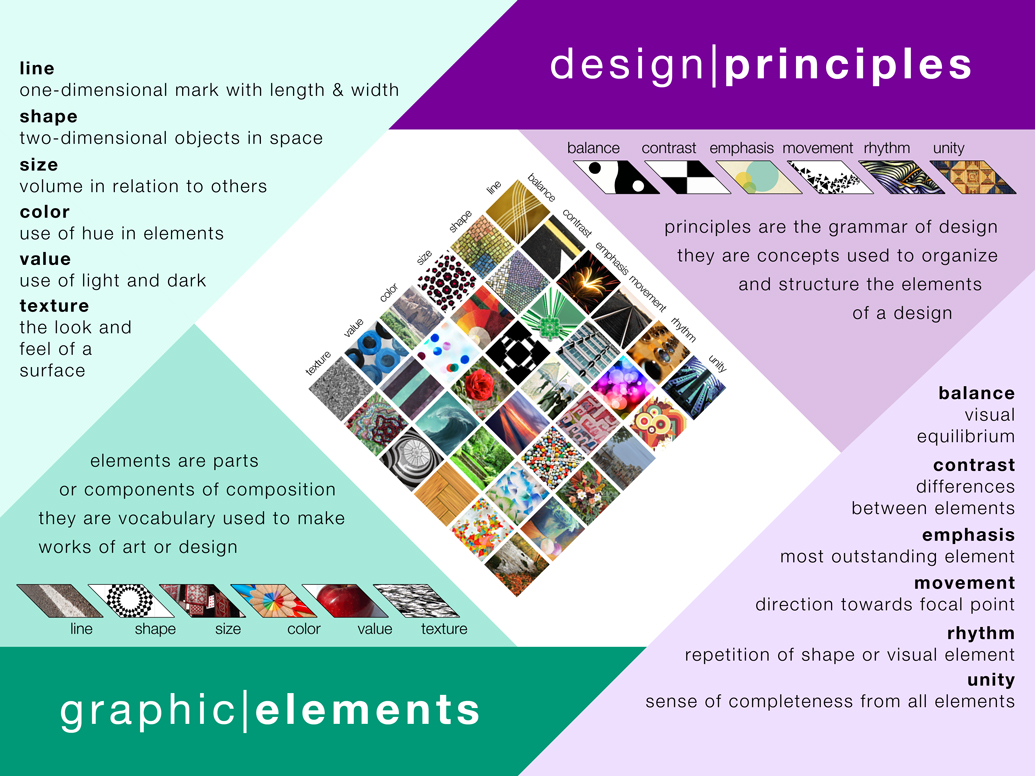 design|principles
line
one-dimensional mark with length & width
shape
two-dimensional objects in space
size
volume in relation to others
color
use of hue in elements
value
use of light and dark
texture
the look and
feel of a
surface
balance contrast emphasis movement rhythm unity
principles are the grammar of design
they are concepts used to organize
and structure the elements
of a design
line
shape
size
color
value
texture
balance
contrast
emphasis
movement
rhythm
unity
elements are parts
or components of composition
they are vocabulary used to make
works of art or design
line shape size color value texture
balance
visual
equilibrium
contrast
differences
between elements
emphasis
most outstanding element
movement
direction towards focal point
rhythm
repetition of shape or visual element
unity
sense of completeness from all elements
graphic|elements